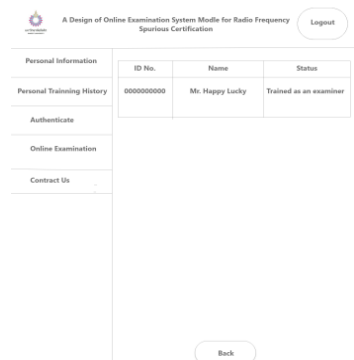 A Design of Online Examination System Modle for Radio Frequency
Spurious Certification
Logout
Personal Information
Personal Trainning History
Authenticate
Online Examination
Contract Us
ID No. Name Status
0000000000 Mr. Happy Lucky Trained as an examiner
Back